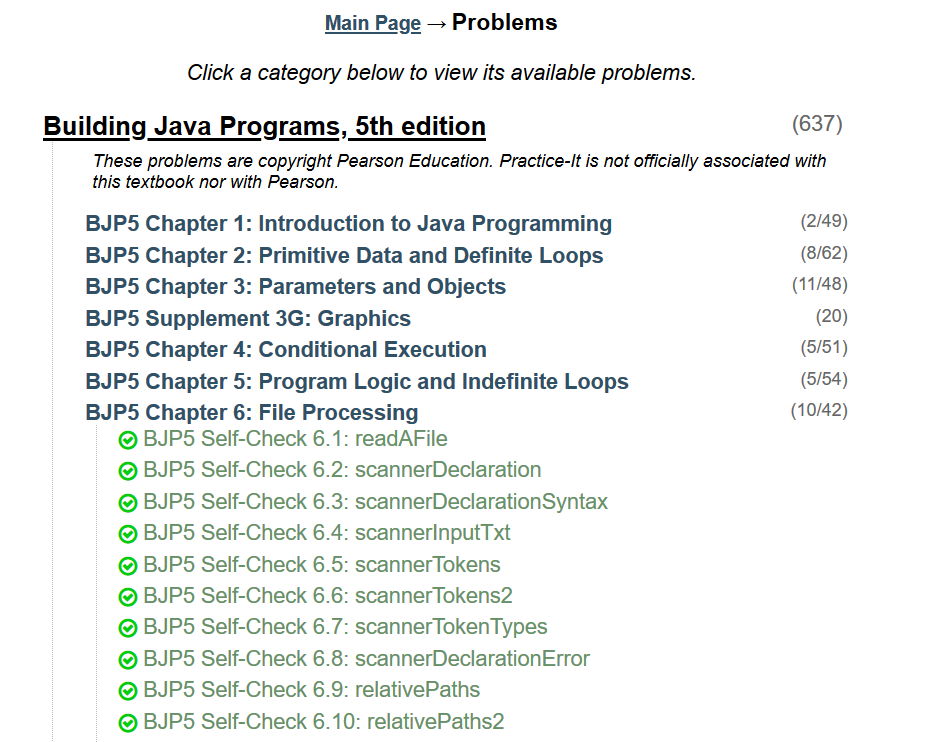 Main Page → Problems
Click a category below to view its available problems.
Building Java Programs, 5th edition (637)
These problems are copyright Pearson Education. Practice-It is not officially associated with
this textbook nor with Pearson.
BJP5 Chapter 1: Introduction to Java Programming (2/49)
BJP5 Chapter 2: Primitive Data and Definite Loops (8/62)
BJP5 Chapter 3: Parameters and Objects (11/48)
BJP5 Supplement 3G: Graphics (20)
BJP5 Chapter 4: Conditional Execution (5/51)
BJP5 Chapter 5: Program Logic and Indefinite Loops (5/54)
BJP5 Chapter 6: File Processing (10/42)
BJP5 Self-Check 6.1: readAFile
BJP5 Self-Check 6.2: scannerDeclaration
BJP5 Self-Check 6.3: scannerDeclarationSyntax
BJP5 Self-Check 6.4: scannerInputTxt
BJP5 Self-Check 6.5: scannerTokens
BJP5 Self-Check 6.6: scannerTokens2
BJP5 Self-Check 6.7: scannerTokenTypes
BJP5 Self-Check 6.8: scannerDeclarationError
BJP5 Self-Check 6.9: relativePaths
BJP5 Self-Check 6.10: relativePaths2